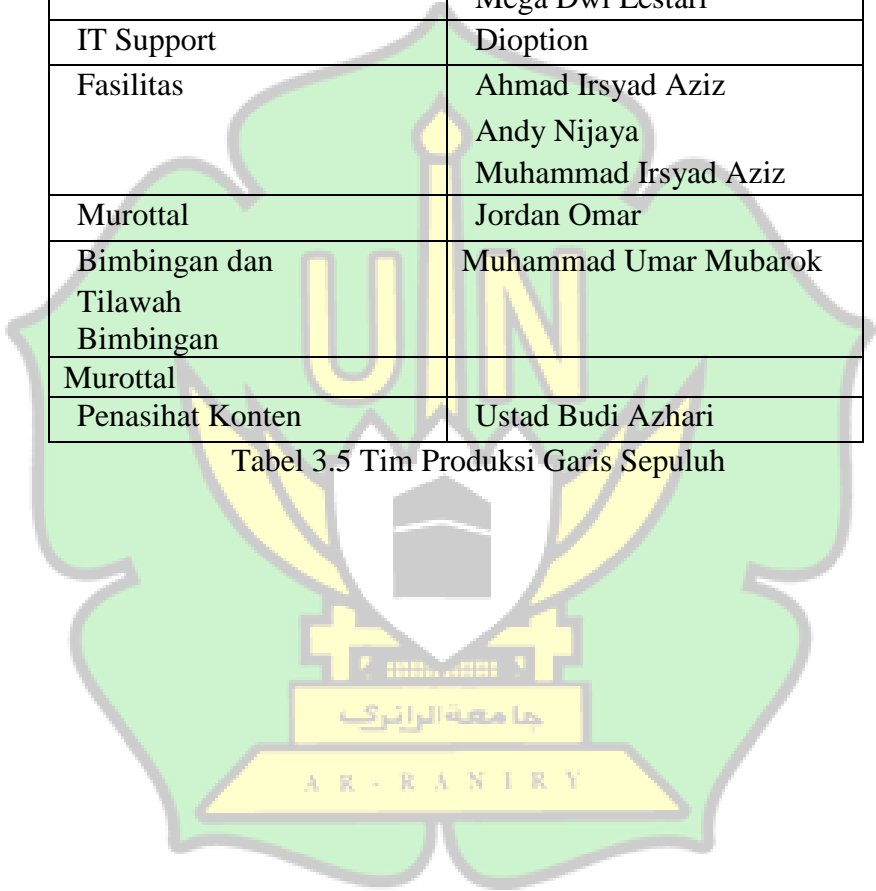 Mega Dwi Lestari
IT Support Dioption
Fasilitas Ahmad Irsyad Aziz
Andy Nijaya
Muhammad Irsyad Aziz
Murottal Jordan Omar
Bimbingan dan Muhammad Umar Mubarok
Tilawah
Bimbingan
Murottal
Penasihat Konten Ustad Budi Azhari
Tabel 3.5 Tim Produksi Garis Sepuluh
UIN
جامعة الرانري
AR-RANIRY